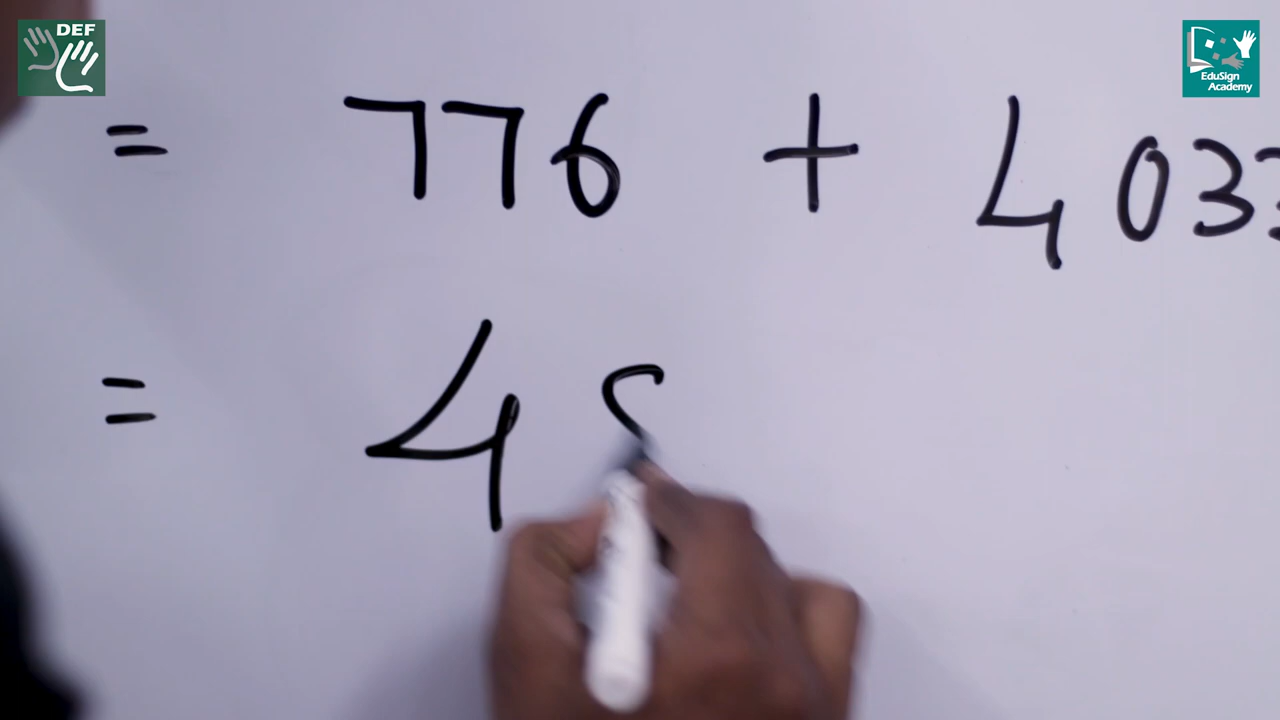 DEF
EduSign
Academy
= 776 + 403
= 4